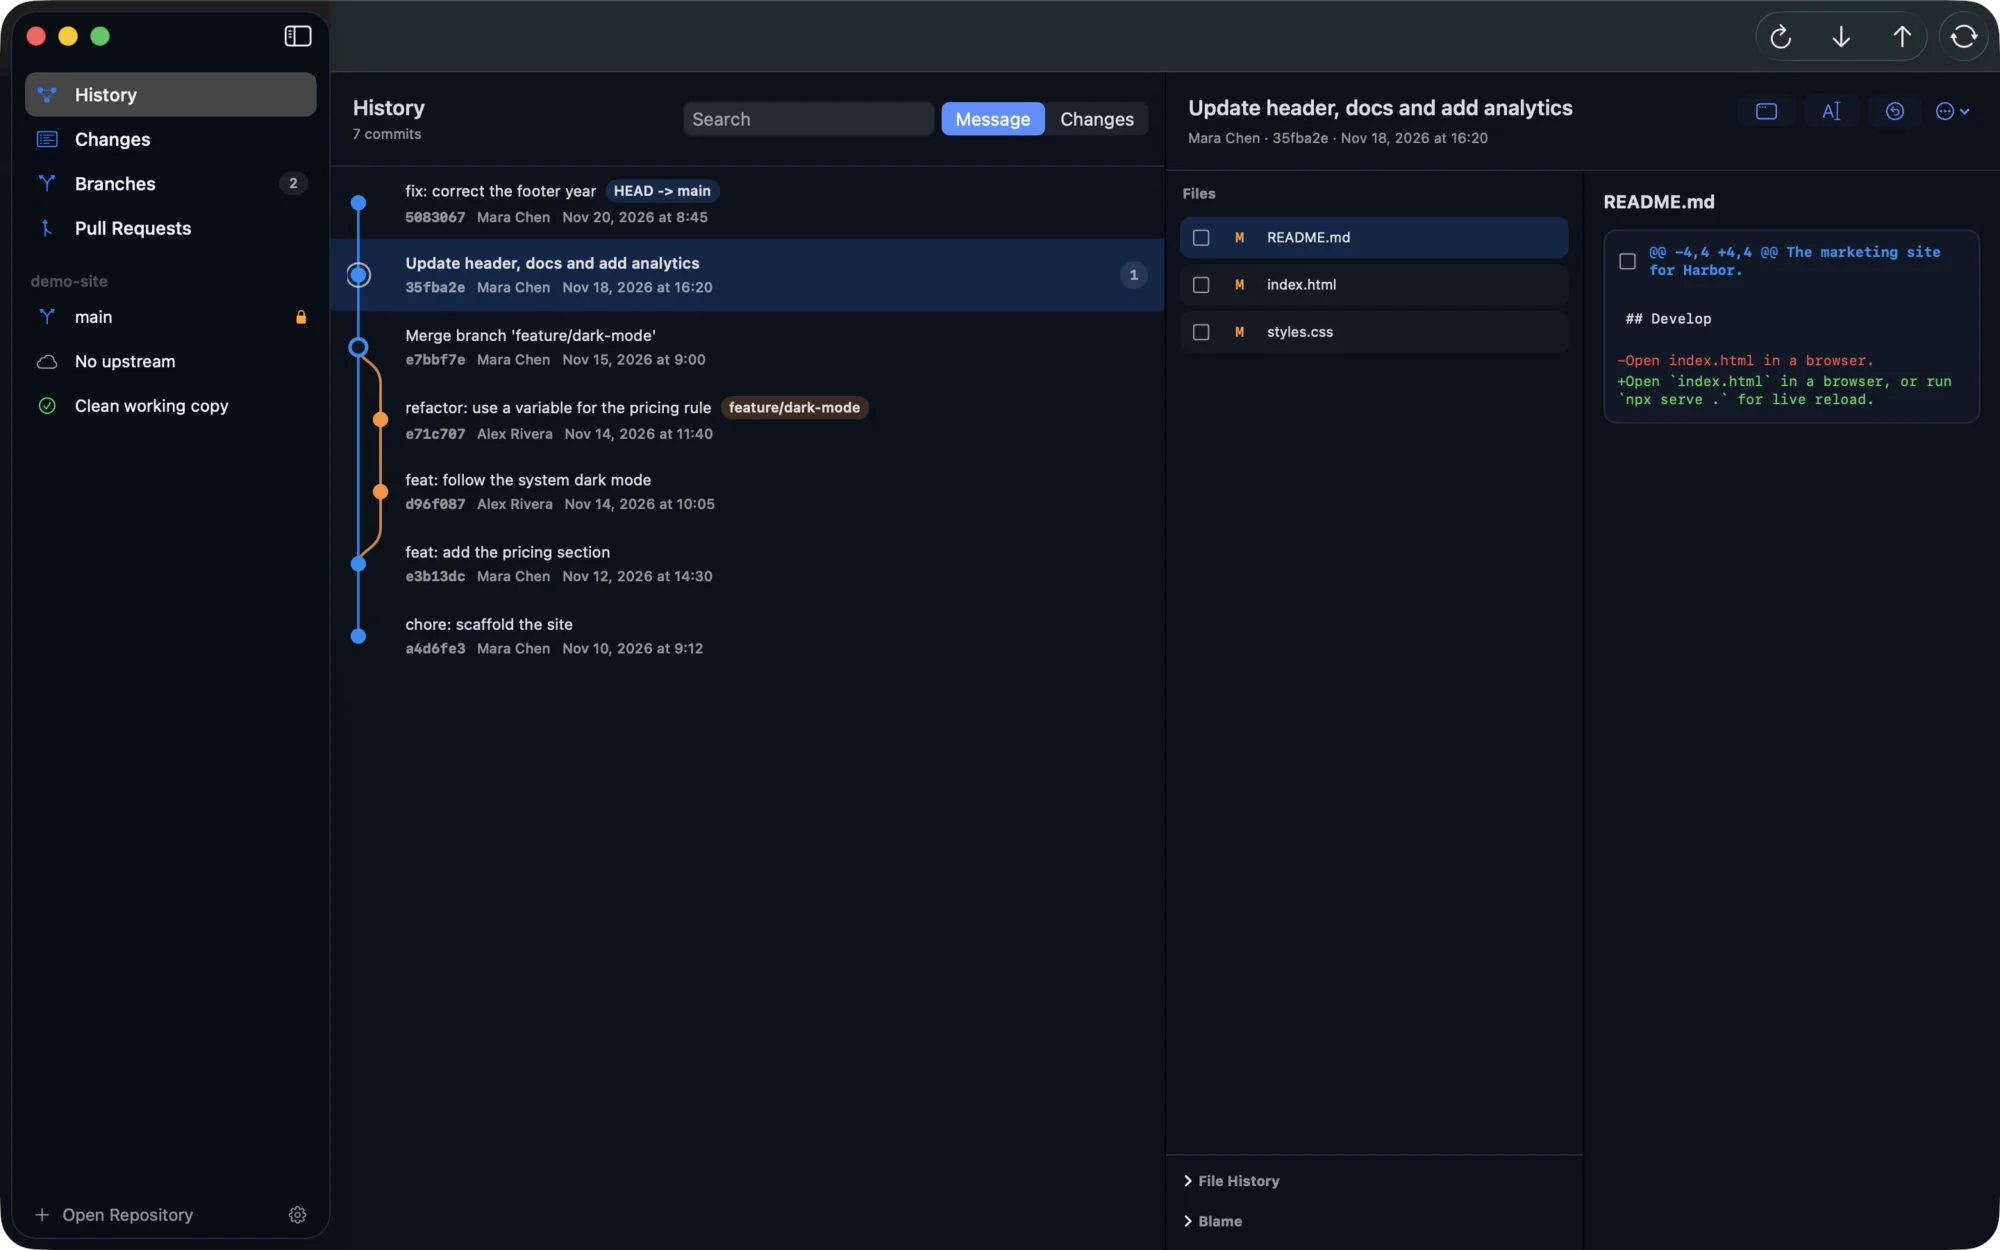 History
Changes
Branches
2
Pull Requests
demo-site
main
No upstream
Clean working copy
Open Repository
History
7 commits
Search
Message
Changes
fix: correct the footer year HEAD -> main
5083067 Mara Chen Nov 20, 2026 at 8:45
Update header, docs and add analytics
35fba2e Mara Chen Nov 18, 2026 at 16:20
1
Merge branch 'feature/dark-mode'
e7bbf7e Mara Chen Nov 15, 2026 at 9:00
refactor: use a variable for the pricing rule feature/dark-mode
e71c707 Alex Rivera Nov 14, 2026 at 11:40
feat: follow the system dark mode
d96f087 Alex Rivera Nov 14, 2026 at 10:05
feat: add the pricing section
e3b13dc Mara Chen Nov 12, 2026 at 14:30
chore: scaffold the site
a4d6fe3 Mara Chen Nov 10, 2026 at 9:12
Update header, docs and add analytics
Mara Chen · 35fba2e · Nov 18, 2026 at 16:20
Files
M README.md
M index.html
M styles.css
File History
Blame
README.md
@@ -4,4 +4,4 @@ The marketing site
for Harbor.
## Develop
-Open index.html in a browser.
+Open `index.html` in a browser, or run
`npx serve .` for live reload.